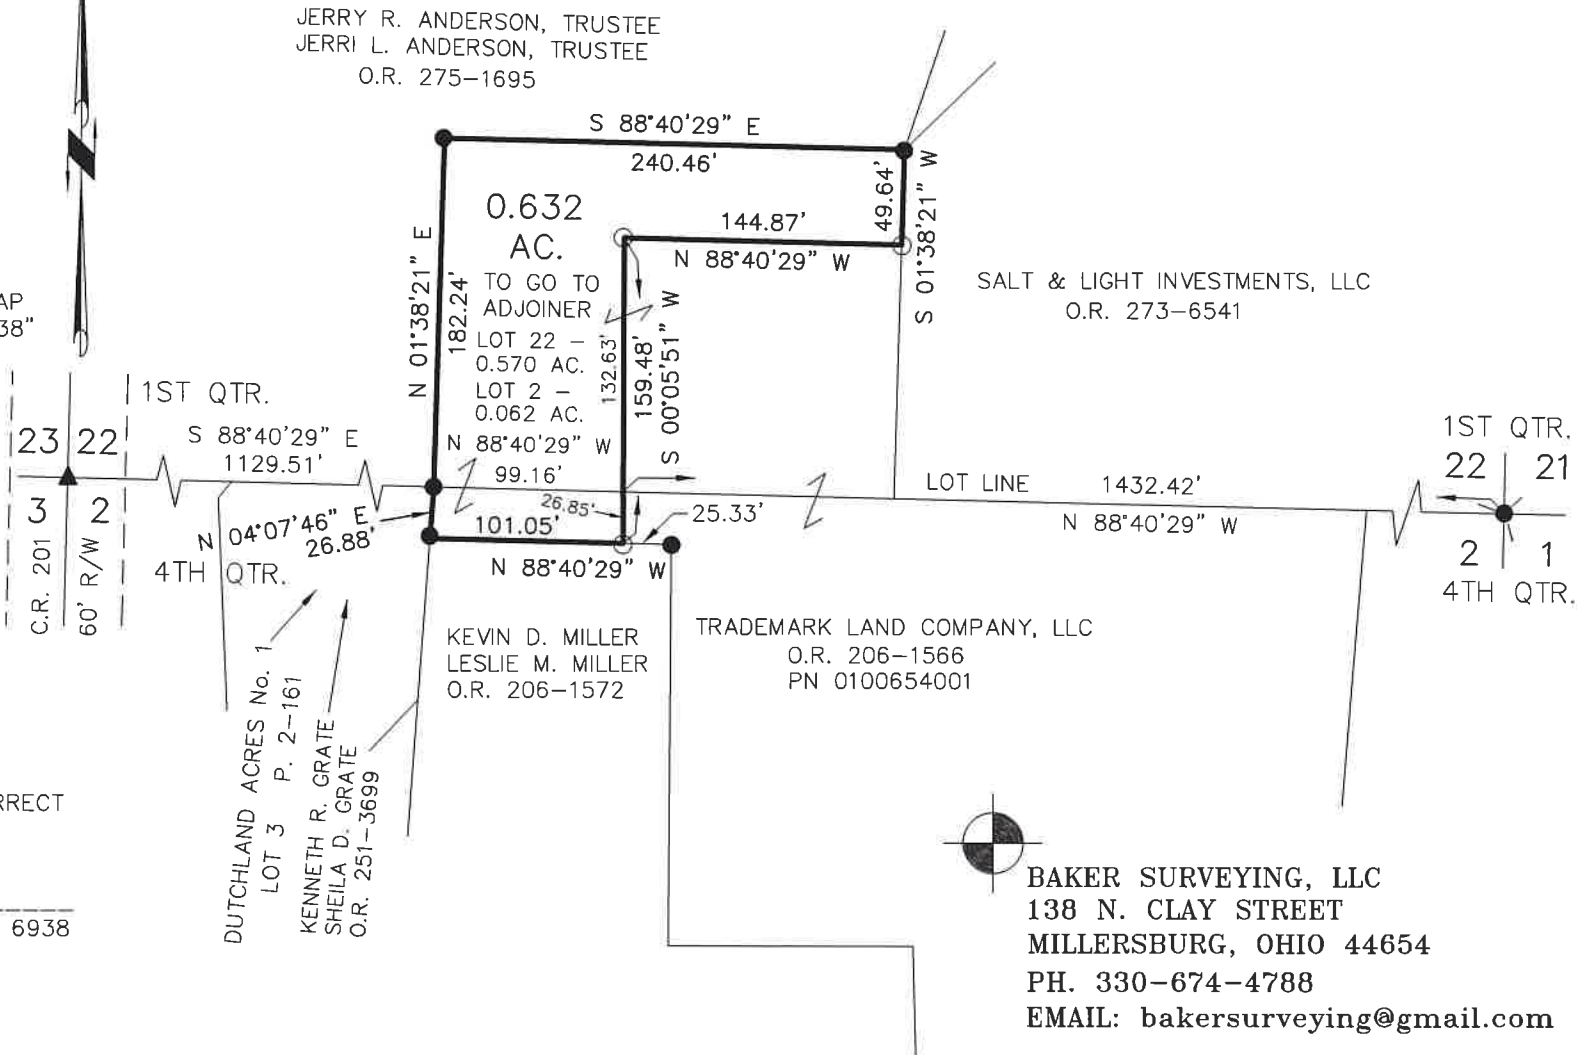 JERRY R. ANDERSON, TRUSTEE
JERRI L. ANDERSON, TRUSTEE
O.R. 275-1695
S 88°40'29" E
240.46'
49.64'
S 01°38'21" W
0.632
AC.
TO GO TO
ADJOINER
LOT 22 -
0.570 AC.
LOT 2 -
0.062 AC.
144.87'
N 88°40'29" W
N 01°38'21" E
182.24'
132.63'
159.48'
S 00°05'51" W
SALT & LIGHT INVESTMENTS, LLC
O.R. 273-6541
AP
38"
1ST QTR.
23 22
S 88°40'29" E
1129.51'
N 88°40'29" W
99.16'
LOT LINE
1432.42'
N 88°40'29" W
1ST QTR.
22 21
3 2
C.R. 201
60' R/W
N 04°07'46" E
26.88'
4TH QTR.
26.85'
101.05'
25.33'
N 88°40'29" W
2 1
4TH QTR.
KEVIN D. MILLER
LESLIE M. MILLER
O.R. 206-1572
TRADEMARK LAND COMPANY, LLC
O.R. 206-1566
PN 0100654001
DUTCHLAND ACRES No. 1
LOT 3 P. 2-161
KENNETH R. GRATE
SHEILA D. GRATE
O.R. 251-3699
RRECT
6938
BAKER SURVEYING, LLC
138 N. CLAY STREET
MILLERSBURG, OHIO 44654
PH. 330-674-4788
EMAIL: bakersurveying@gmail.com